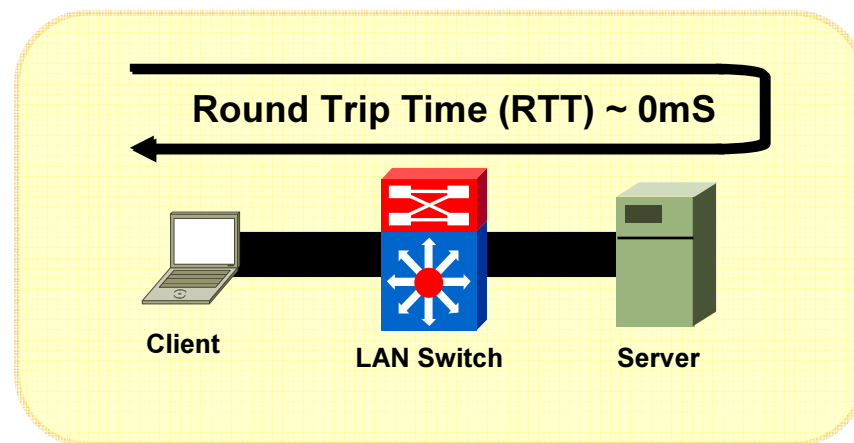 Round Trip Time (RTT) ~ 0mS
Client
LAN Switch
Server